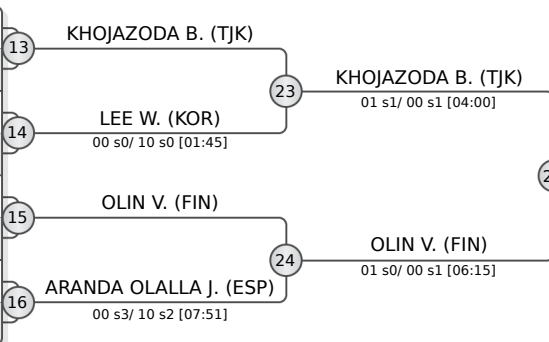 13
KHOJAZODA B. (TJK)
23
KHOJAZODA B. (TJK)
01 s1/ 00 s1 [04:00]
14
LEE W. (KOR)
00 s0/ 10 s0 [01:45]
15
OLIN V. (FIN)
24
OLIN V. (FIN)
01 s0/ 00 s1 [06:15]
16
ARANDA OLALLA J. (ESP)
00 s3/ 10 s2 [07:51]